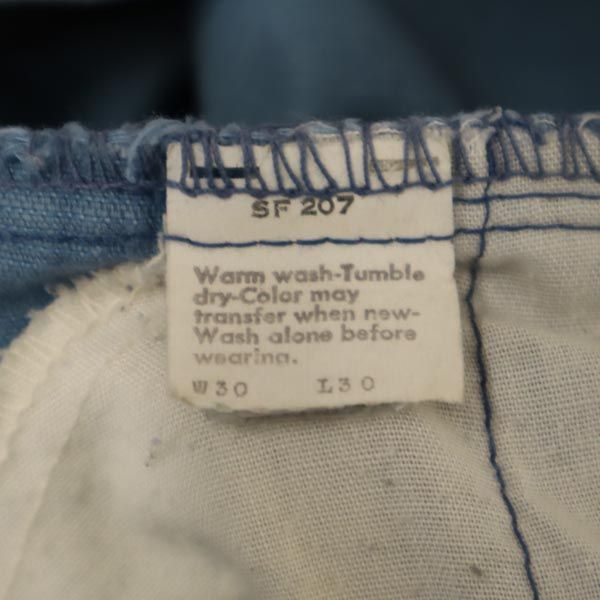 SF 207
Warm wash-Tumble
dry-Color may
transfer when new-
Wash alone before
wearing.
W30 L30